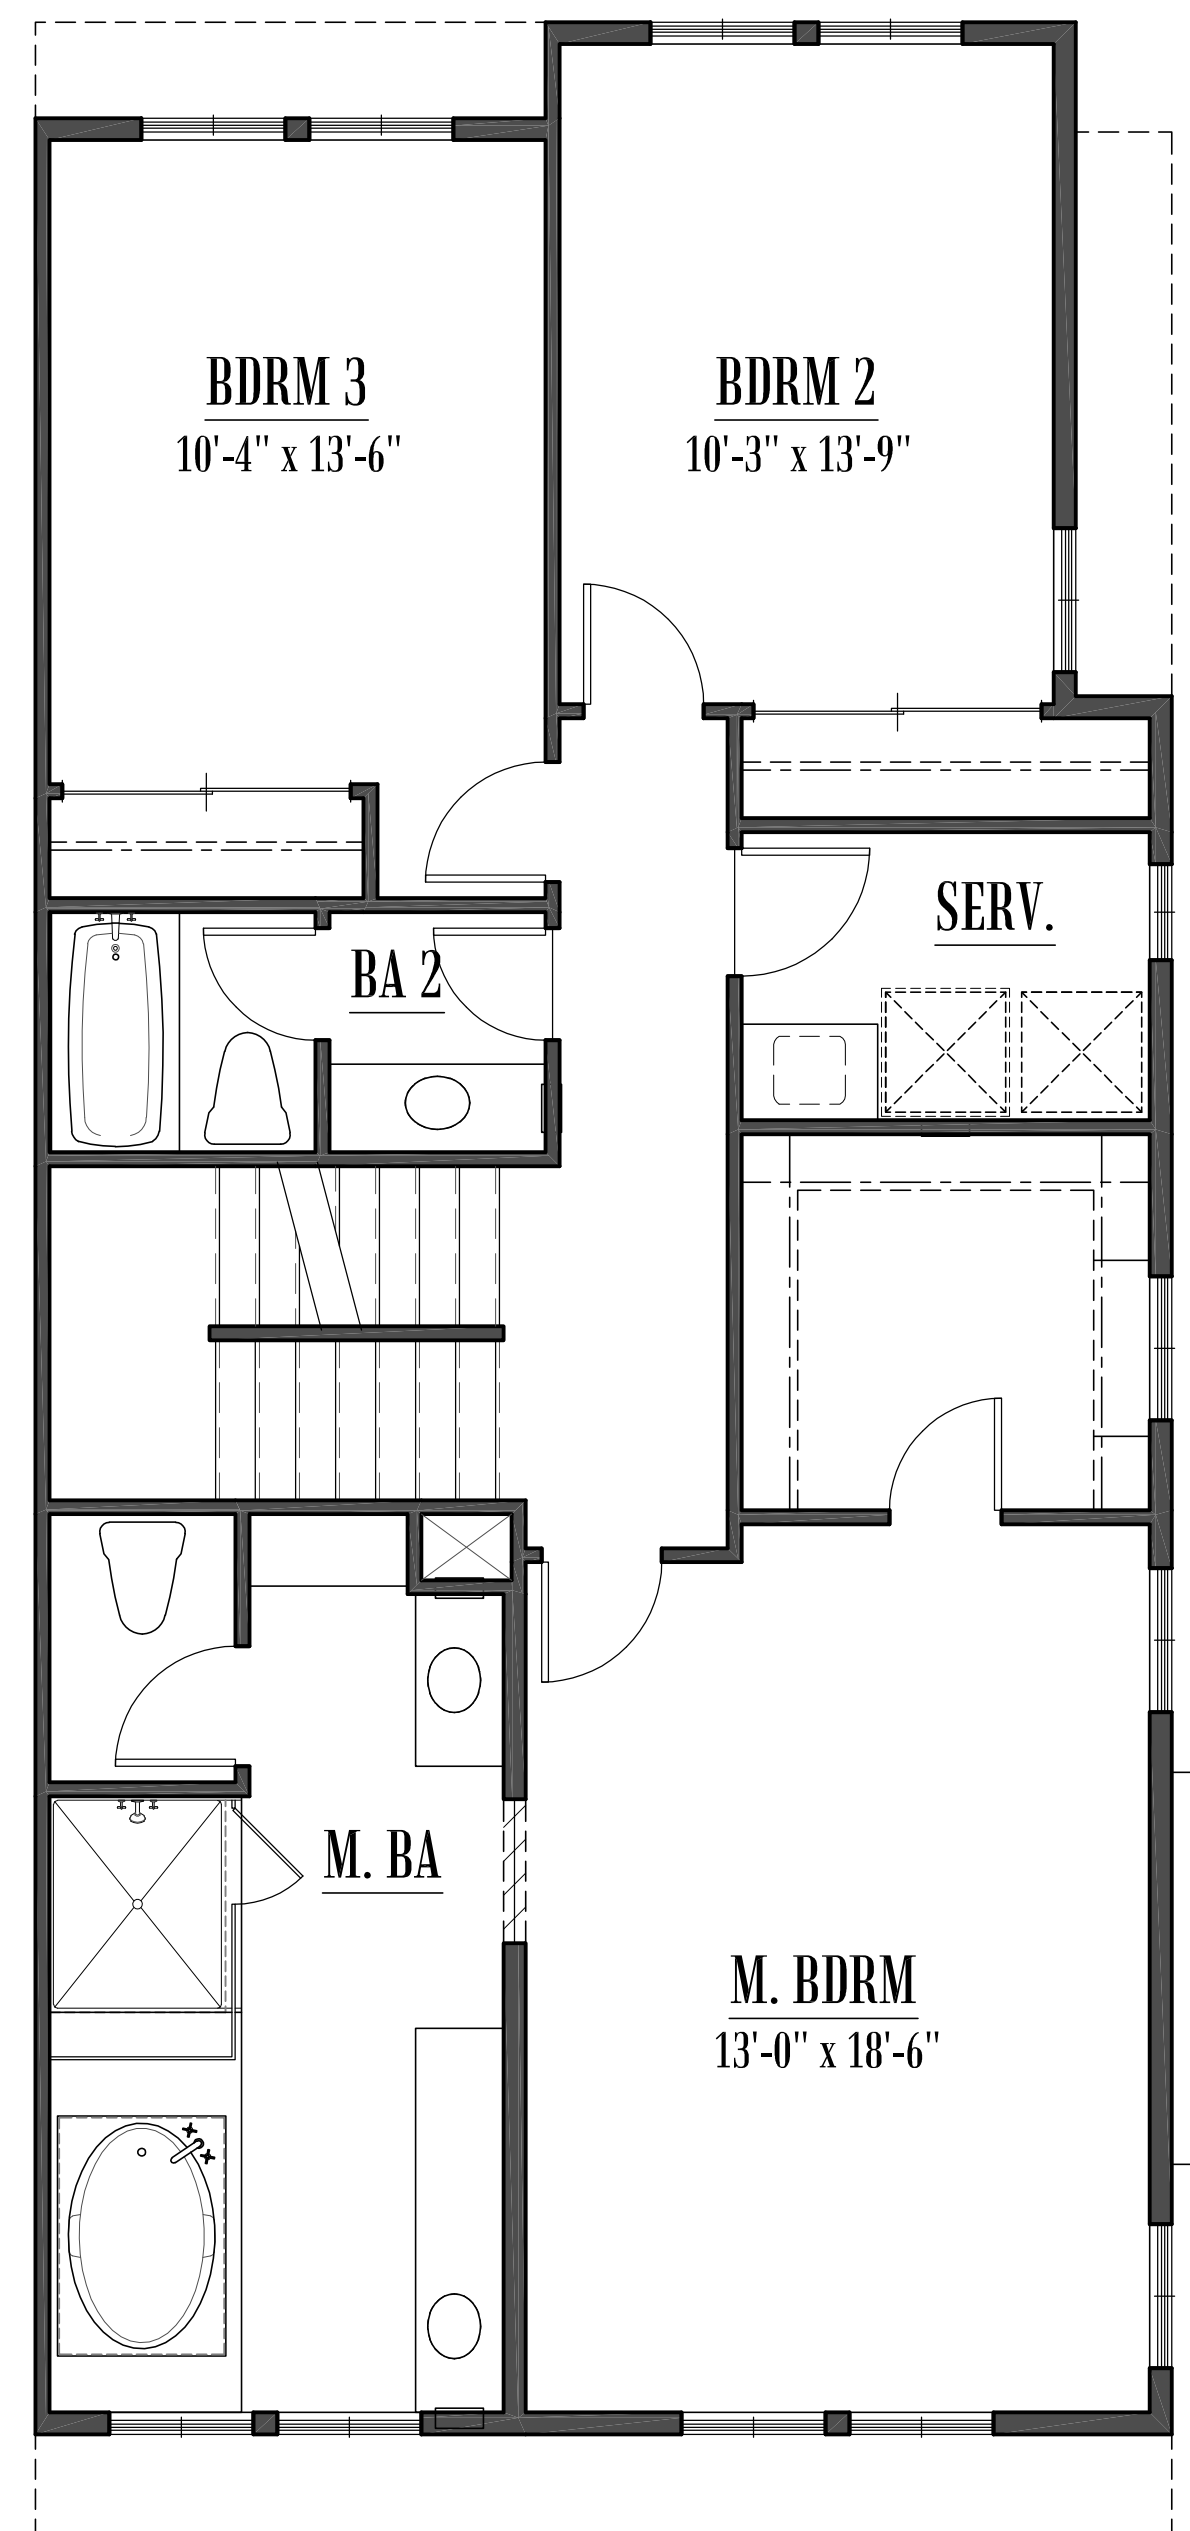 BDRM 3
10'-4" x 13'-6"
BDRM 2
10'-3" x 13'-9"
SERV.
BA 2
M. BA
M. BDRM
13'-0" x 18'-6"